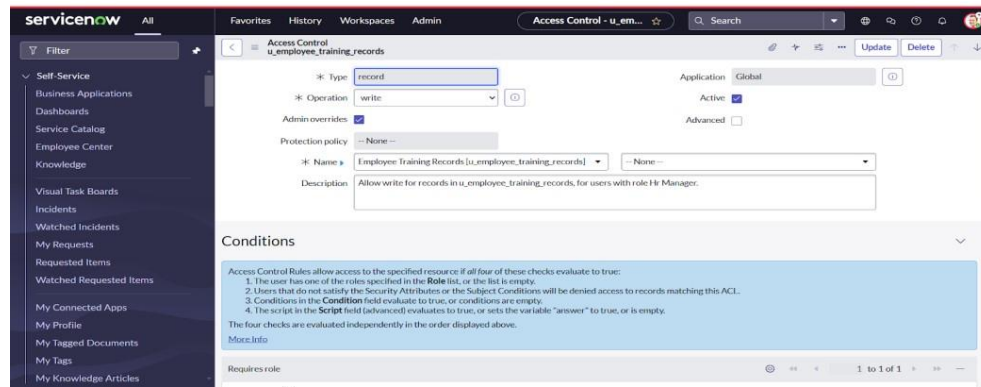 servicenow All Favorites History Workspaces Admin Access Control - u_em... Search
Filter
Access Control
u_employee_training_records
Update Delete
Self-Service
Business Applications
Dashboards
Service Catalog
Employee Center
Knowledge
Visual Task Boards
Incidents
Watched Incidents
My Requests
Requested Items
Watched Requested Items
My Connected Apps
My Profile
My Tagged Documents
My Tags
My Knowledge Articles
Type record
Application Global
Operation write
Active
Admin overrides
Advanced
Protection policy -- None --
Name Employee Training Records [u_employee_training_records] -- None --
Description Allow write for records in u_employee_training_records, for users with role Hr Manager.
Conditions
Access Control Rules allow access to the specified resource if all four of these checks evaluate to true:
1. The user has one of the roles specified in the Role list, or the list is empty.
2. Users that do not satisfy the Security Attributes or the Subject Conditions will be denied access to records matching this ACL.
3. Conditions in the Condition field evaluate to true, or conditions are empty.
4. The script in the Script field (advanced) evaluates to true, or sets the variable "answer" to true, or is empty.
The four checks are evaluated independently in the order displayed above.
More Info
Requires role 1 to 1 of 1